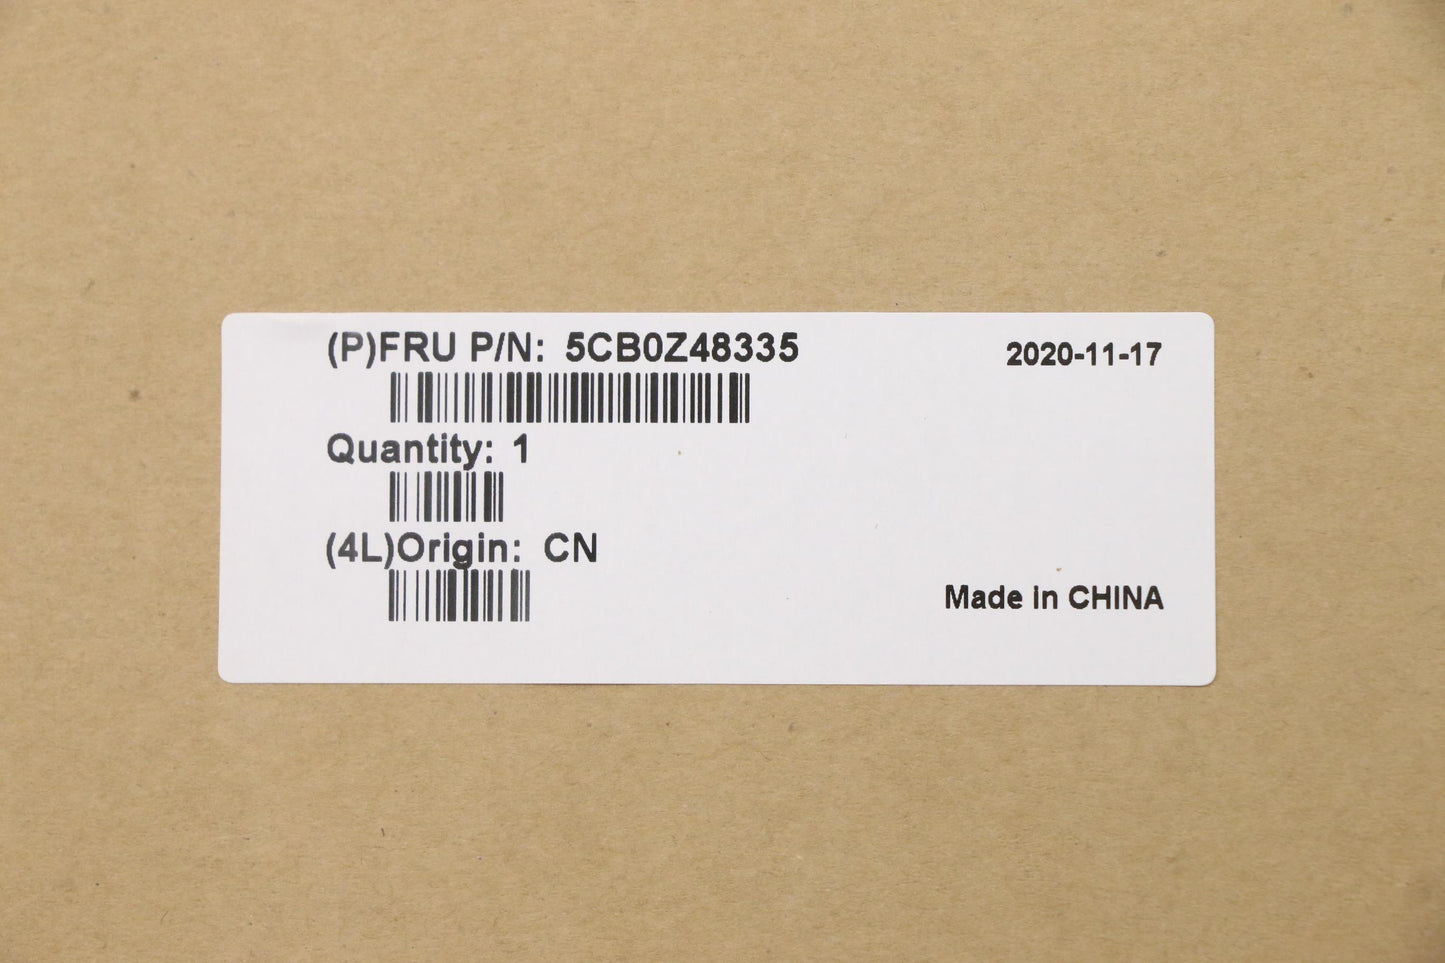 (P)FRU P/N: 5CB0Z48335
2020-11-17
Quantity: 1
(4L)Origin: CN
Made in CHINA